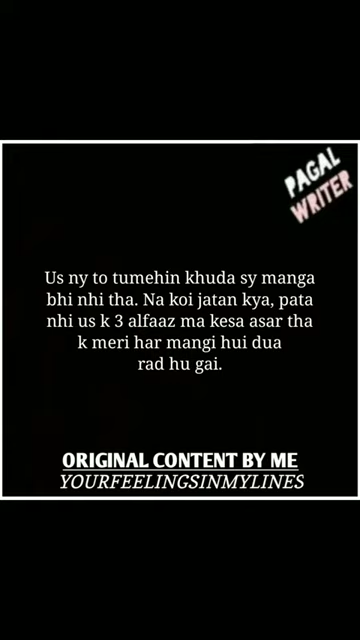 PAGAL
WRITER
Us ny to tumehin khuda sy manga
bhi nhi tha. Na koi jatan kya, pata
nhi us k 3 alfaaz ma kesa asar tha
k meri har mangi hui dua
rad hu gai.
ORIGINAL CONTENT BY ME
YOURFEELINGSINMYLINES